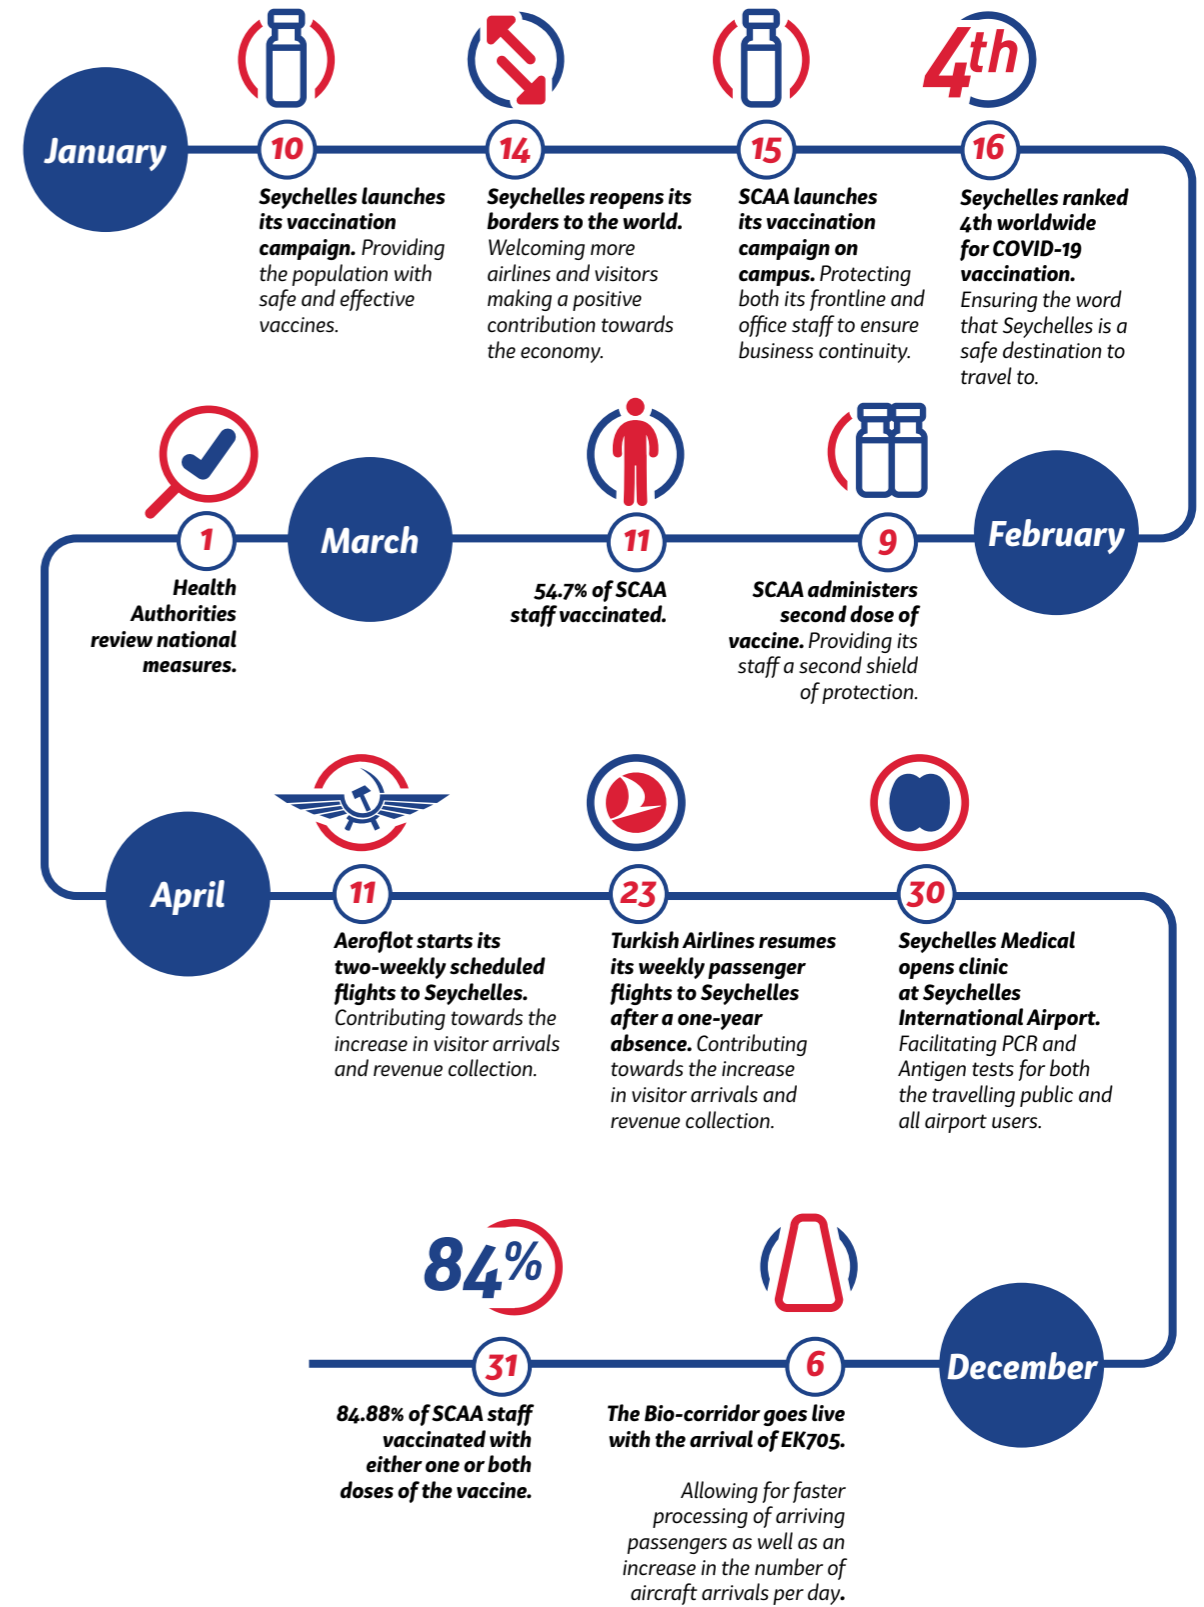 January
10
Seychelles launches
its vaccination
campaign. Providing
the population with
safe and effective
vaccines.
14
Seychelles reopens its
borders to the world.
Welcoming more
airlines and visitors
making a positive
contribution towards
the economy.
15
SCAA launches
its vaccination
campaign on
campus. Protecting
both its frontline and
office staff to ensure
business continuity.
4th
16
Seychelles ranked
4th worldwide
for COVID-19
vaccination.
Ensuring the word
that Seychelles is a
safe destination to
travel to.
February
9
SCAA administers
second dose of
vaccine. Providing its
staff a second shield
of protection.
11
54.7% of SCAA
staff vaccinated.
March
1
Health
Authorities
review national
measures.
April
11
Aeroflot starts its
two-weekly scheduled
flights to Seychelles.
Contributing towards the
increase in visitor arrivals
and revenue collection.
23
Turkish Airlines resumes
its weekly passenger
flights to Seychelles
after a one-year
absence. Contributing
towards the increase
in visitor arrivals and
revenue collection.
30
Seychelles Medical
opens clinic
at Seychelles
International Airport.
Facilitating PCR and
Antigen tests for both
the travelling public and
all airport users.
December
6
The Bio-corridor goes live
with the arrival of EK705.
Allowing for faster
processing of arriving
passengers as well as an
increase in the number of
aircraft arrivals per day.
84%
31
84.88% of SCAA staff
vaccinated with
either one or both
doses of the vaccine.